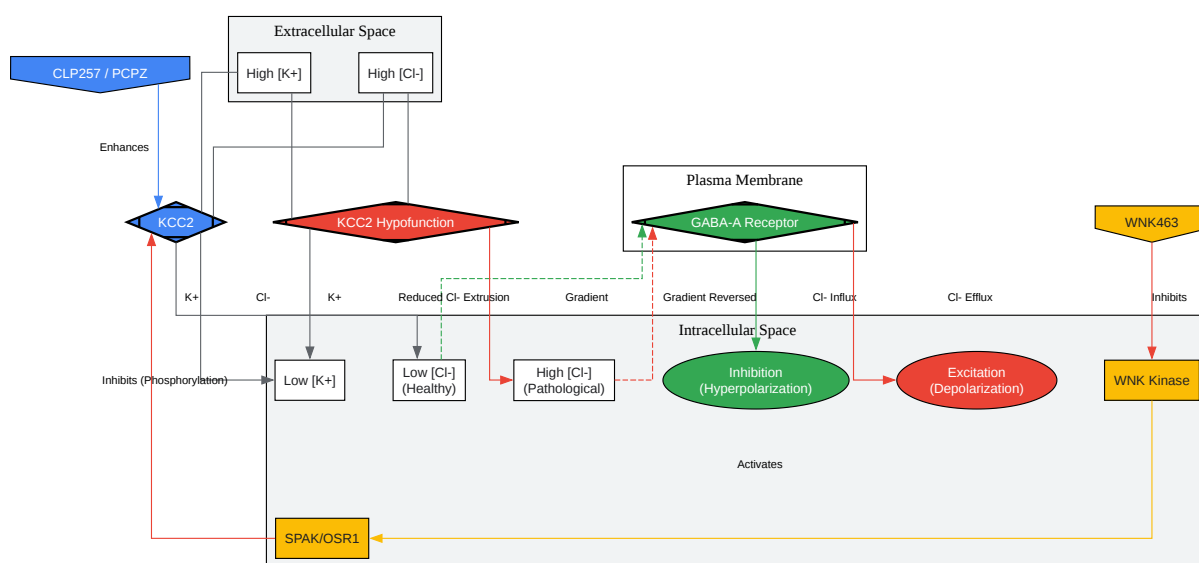 Extracellular Space
High [K+]
High [Cl-]
CLP257 / PCPZ
Enhances
Plasma Membrane
KCC2
KCC2 Hypofunction
GABA-A Receptor
WNK463
K+
Cl-
K+
Reduced Cl- Extrusion
Gradient
Gradient Reversed
Cl- Influx
Cl- Efflux
Inhibits
Intracellular Space
Inhibits (Phosphorylation)
Low [K+]
Low [Cl-]
(Healthy)
High [Cl-]
(Pathological)
Inhibition
(Hyperpolarization)
Excitation
(Depolarization)
WNK Kinase
Activates
SPAK/OSR1